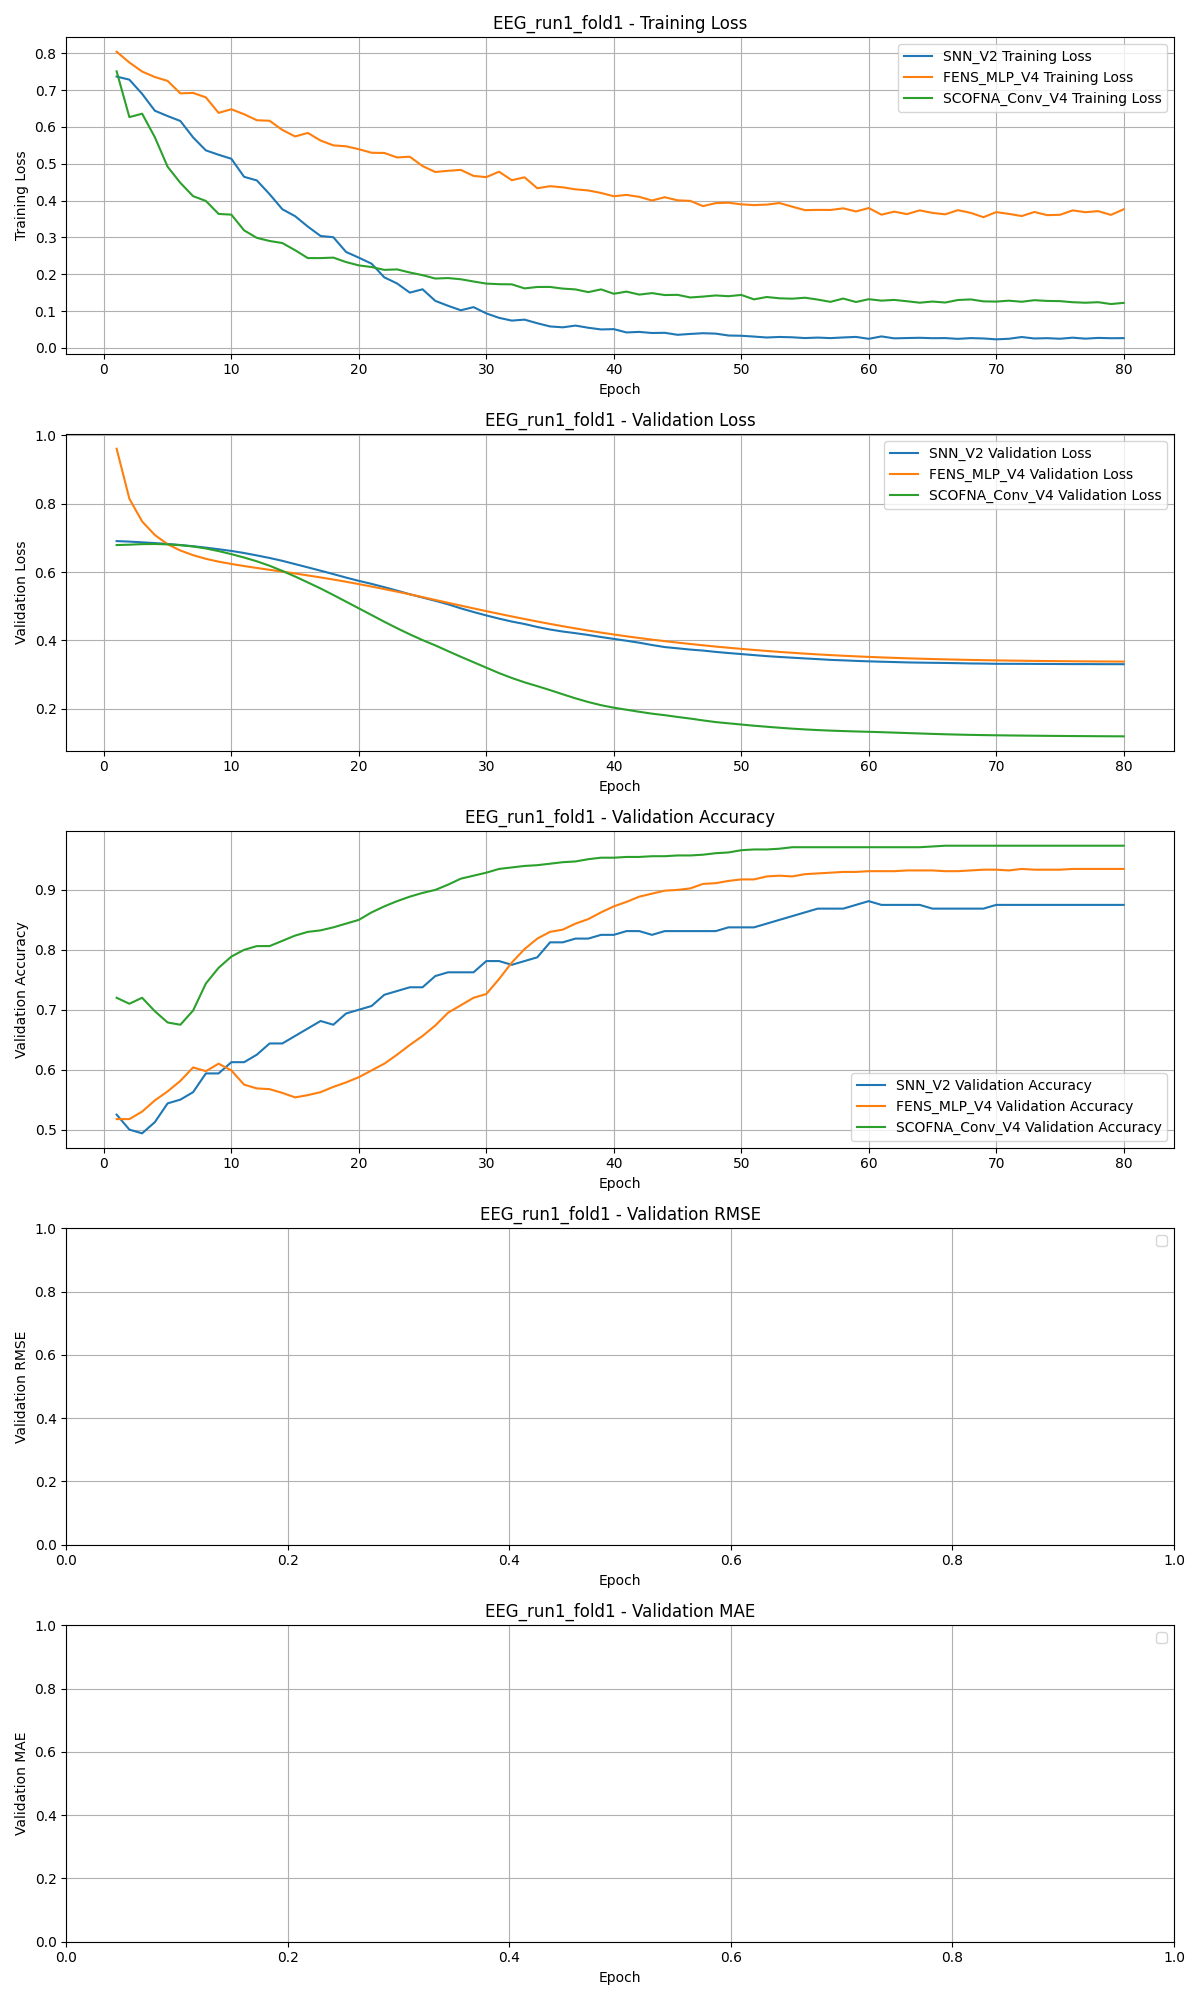 EEG_run1_fold1 - Training Loss
Training Loss
0.8
0.7
0.6
0.5
0.4
0.3
0.2
0.1
0.0
SNN_V2 Training Loss
FENS_MLP_V4 Training Loss
SCOFNA_Conv_V4 Training Loss
0 10 20 30 40 50 60 70 80
Epoch
EEG_run1_fold1 - Validation Loss
Validation Loss
1.0
0.8
0.6
0.4
0.2
SNN_V2 Validation Loss
FENS_MLP_V4 Validation Loss
SCOFNA_Conv_V4 Validation Loss
0 10 20 30 40 50 60 70 80
Epoch
EEG_run1_fold1 - Validation Accuracy
Validation Accuracy
0.9
0.8
0.7
0.6
0.5
SNN_V2 Validation Accuracy
FENS_MLP_V4 Validation Accuracy
SCOFNA_Conv_V4 Validation Accuracy
0 10 20 30 40 50 60 70 80
Epoch
EEG_run1_fold1 - Validation RMSE
Validation RMSE
1.0
0.8
0.6
0.4
0.2
0.0
0.0 0.2 0.4 0.6 0.8 1.0
Epoch
EEG_run1_fold1 - Validation MAE
Validation MAE
1.0
0.8
0.6
0.4
0.2
0.0
0.0 0.2 0.4 0.6 0.8 1.0
Epoch